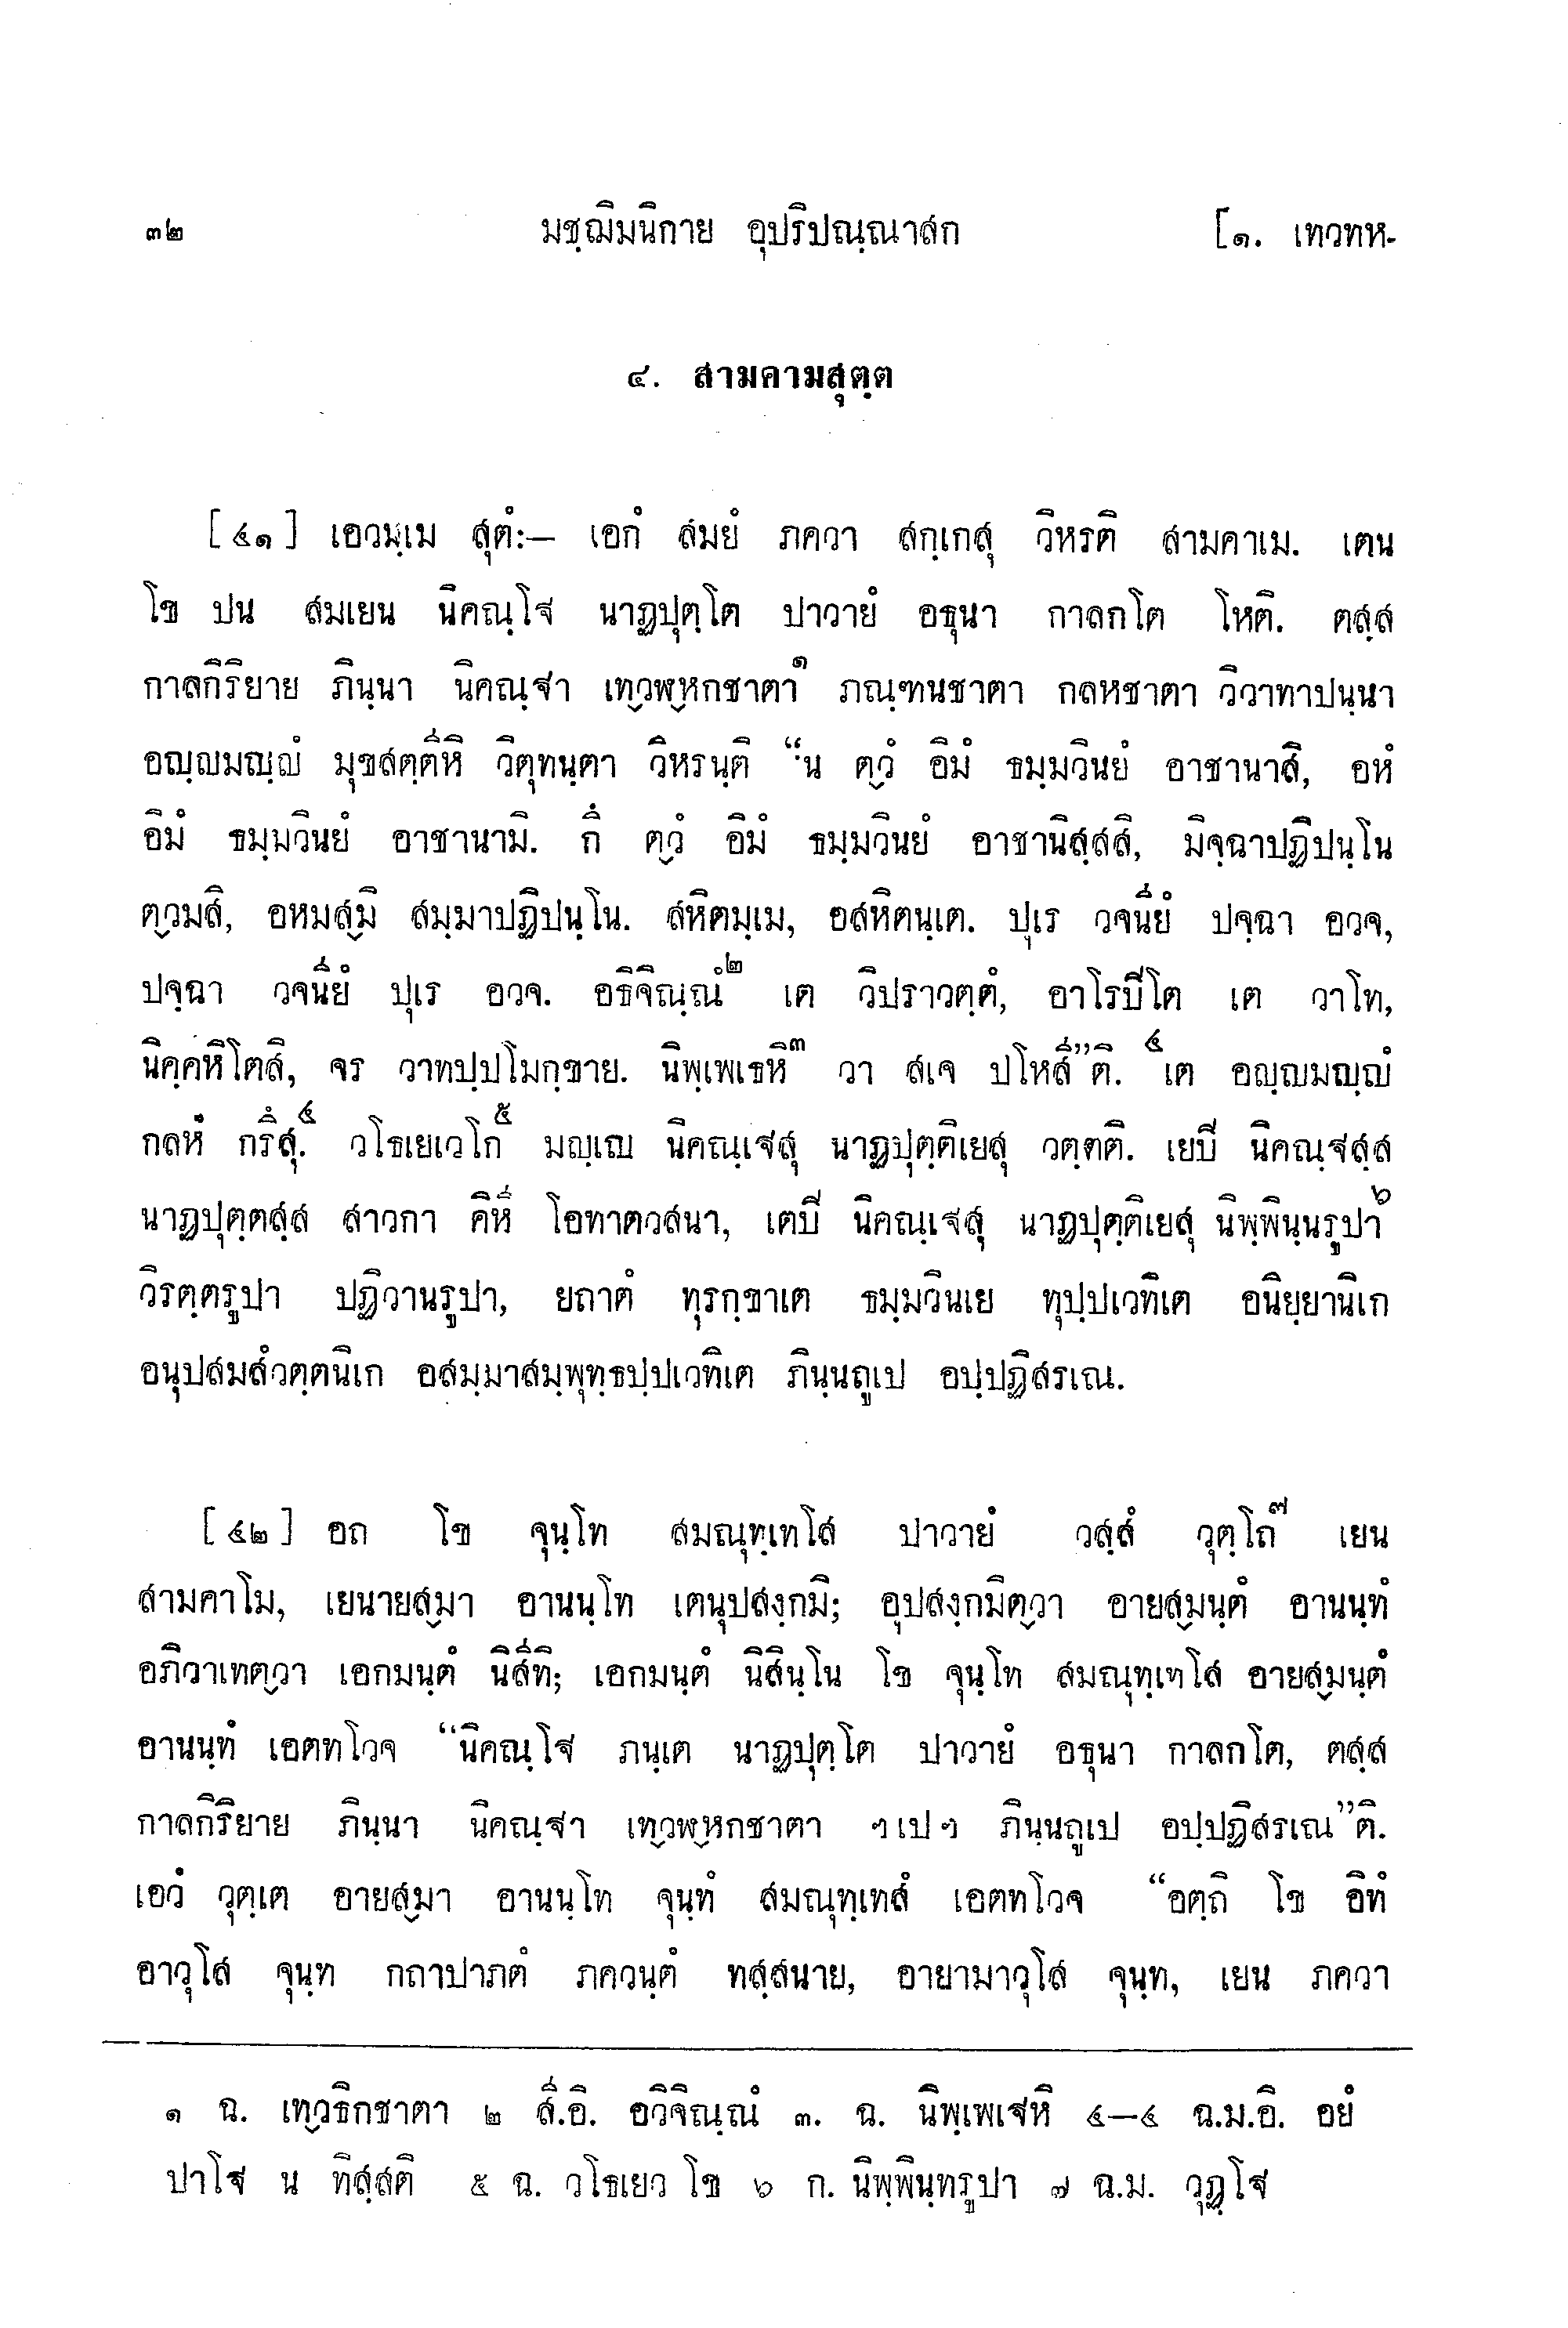 ๓๒ มชฺฌิมนิกาย อุปริปณฺณาสก [๑. เทวทห-
๔. สามคามสุตฺต
[๔๑] เอวมฺเม สุตํ:— เอกํ สมยํ ภควา สกฺเกสุ วิหรติ สามคาเม. เตน
โข ปน สมเยน นิคณฺโฐ นาฏปุตฺโต ปาวายํ อธุนา กาลกโต โหติ. ตสฺส
กาลกิริยาย ภินฺนา นิคณฺฐา เทฺวพฺหกชาตา๑ ภณฺฑนชาตา กลหชาตา วิวาทาปนฺนา
อญฺญมญฺญํ มุขสตฺตีหิ วิตุทนฺตา วิหรนฺติ “น ตฺวํ อิมํ ธมฺมวินยํ อาชานาสิ, อหํ
อิมํ ธมฺมวินยํ อาชานามิ. กึ ตฺวํ อิมํ ธมฺมวินยํ อาชานิสฺสสิ, มิจฺฉาปฏิปนฺโน
ตฺวมสิ, อหมสฺมิ สมฺมาปฏิปนฺโน. สหิตมฺเม, อสหิตนฺเต. ปุเร วจนียํ ปจฺฉา อวจ,
ปจฺฉา วจนียํ ปุเร อวจ. อธิจิณฺณํ๒ เต วิปราวตฺตํ, อาโรปิโต เต วาโท,
นิคฺคหิโตสิ, จร วาทปฺปโมกฺขาย. นิพฺเพเธหิ๓ วา สเจ ปโหสี”ติ. ๔เต อญฺญมญฺญํ
กลหํ กรึสุ.๔ วโธเยเวโก๕ มญฺเญ นิคณฺเฐสุ นาฏปุตฺติเยสุ วตฺตติ. เยปิ นิคณฺฐสฺส
นาฏปุตฺตสฺส สาวกา คิหี โอทาตวสนา, เตปิ นิคณฺเฐสุ นาฏปุตฺติเยสุ นิพฺพินฺนรูปา๖
วิรตฺตรูปา ปฏิวานรูปา, ยถาตํ ทุรกฺขาเต ธมฺมวินเย ทุปฺปเวทิเต อนิยฺยานิเก
อนุปสมสํวตฺตนิเก อสมฺมาสมฺพุทฺธปฺปเวทิเต ภินฺนถูเป อปฺปฏิสรเณ.
[๔๒] อถ โข จุนฺโท สมณุทฺเทโส ปาวายํ วสฺสํ วุตฺโถ๗ เยน
สามคาโม, เยนายสฺมา อานนฺโท เตนุปสงฺกมิ; อุปสงฺกมิตฺวา อายสฺมนฺตํ อานนฺทํ
อภิวาเทตฺวา เอกมนฺตํ นิสีทิ; เอกมนฺตํ นิสินฺโน โข จุนฺโท สมณุทฺเทโส อายสฺมนฺตํ
อานนฺทํ เอตทโวจ “นิคณฺโฐ ภนฺเต นาฏปุตฺโต ปาวายํ อธุนา กาลกโต, ตสฺส
กาลกิริยาย ภินฺนา นิคณฺฐา เทฺวพฺหกชาตา ฯเปฯ ภินฺนถูเป อปฺปฏิสรเณ”ติ.
เอวํ วุตฺเต อายสฺมา อานนฺโท จุนฺทํ สมณุทฺเทสํ เอตทโวจ “อตฺถิ โข อิทํ
อาวุโส จุนฺท กถาปาภตํ ภควนฺตํ ทสฺสนาย, อายามาวุโส จุนฺท, เยน ภควา
๑ ฉ. เทฺวธิกชาตา ๒ สี.อิ. อวิจิณฺณํ ๓. ฉ. นิพฺเพเฐหิ ๔—๔ ฉ.ม.อิ. อยํ
ปาโฐ น ทิสฺสติ ๕ ฉ. วโธเยว โข ๖ ก. นิพฺพินฺทรูปา ๗ ฉ.ม. วุฏฺโฐ